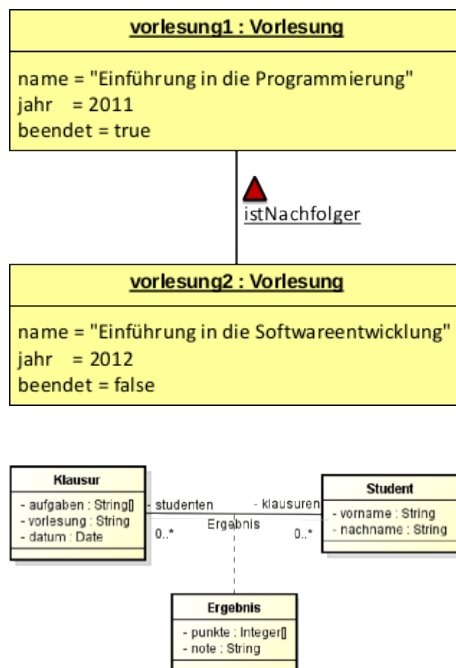 vorlesung1 : Vorlesung
name = "Einführung in die Programmierung"
jahr = 2011
beendet = true
istNachfolger
vorlesung2 : Vorlesung
name = "Einführung in die Softwareentwicklung"
jahr = 2012
beendet = false
Klausur
- aufgaben : String[]
- vorlesung : String
- datum : Date
- studenten
- klausuren
0..*
Ergebnis
0..*
Student
- vorname : String
- nachname : String
Ergebnis
- punkte : Integer[]
- note : String